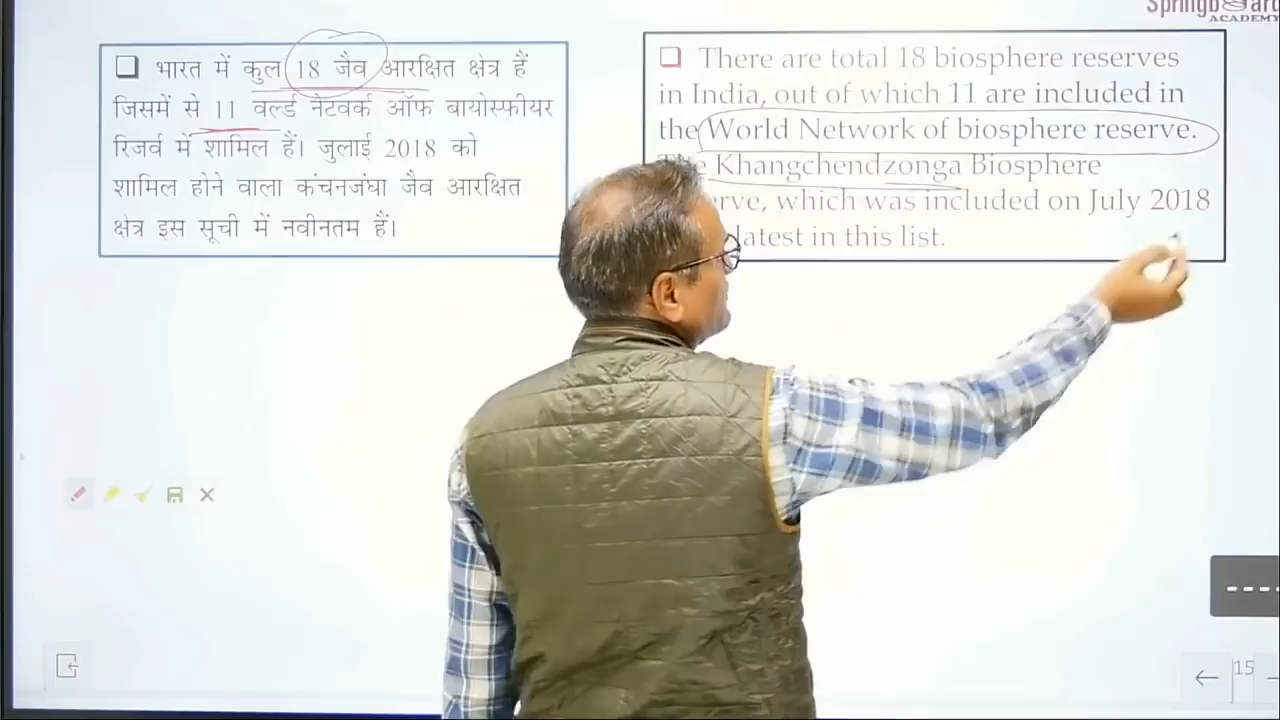 Springb
ACADEMY
भारत में कुल 18 जैव आरक्षित क्षेत्र हैं
जिसमें से 11 वर्ल्ड नेटवर्क ऑफ बायोस्फीयर
रिजर्व में शामिल हैं। जुलाई 2018 को
शामिल होने वाला कंचनजंघा जैव आरक्षित
क्षेत्र इस सूची में नवीनतम हैं।
There are total 18 biosphere reserves
in India, out of which 11 are included in
the World Network of biosphere reserve.
Khangchendzonga Biosphere
which was included on July 2018
latest in this list.
15